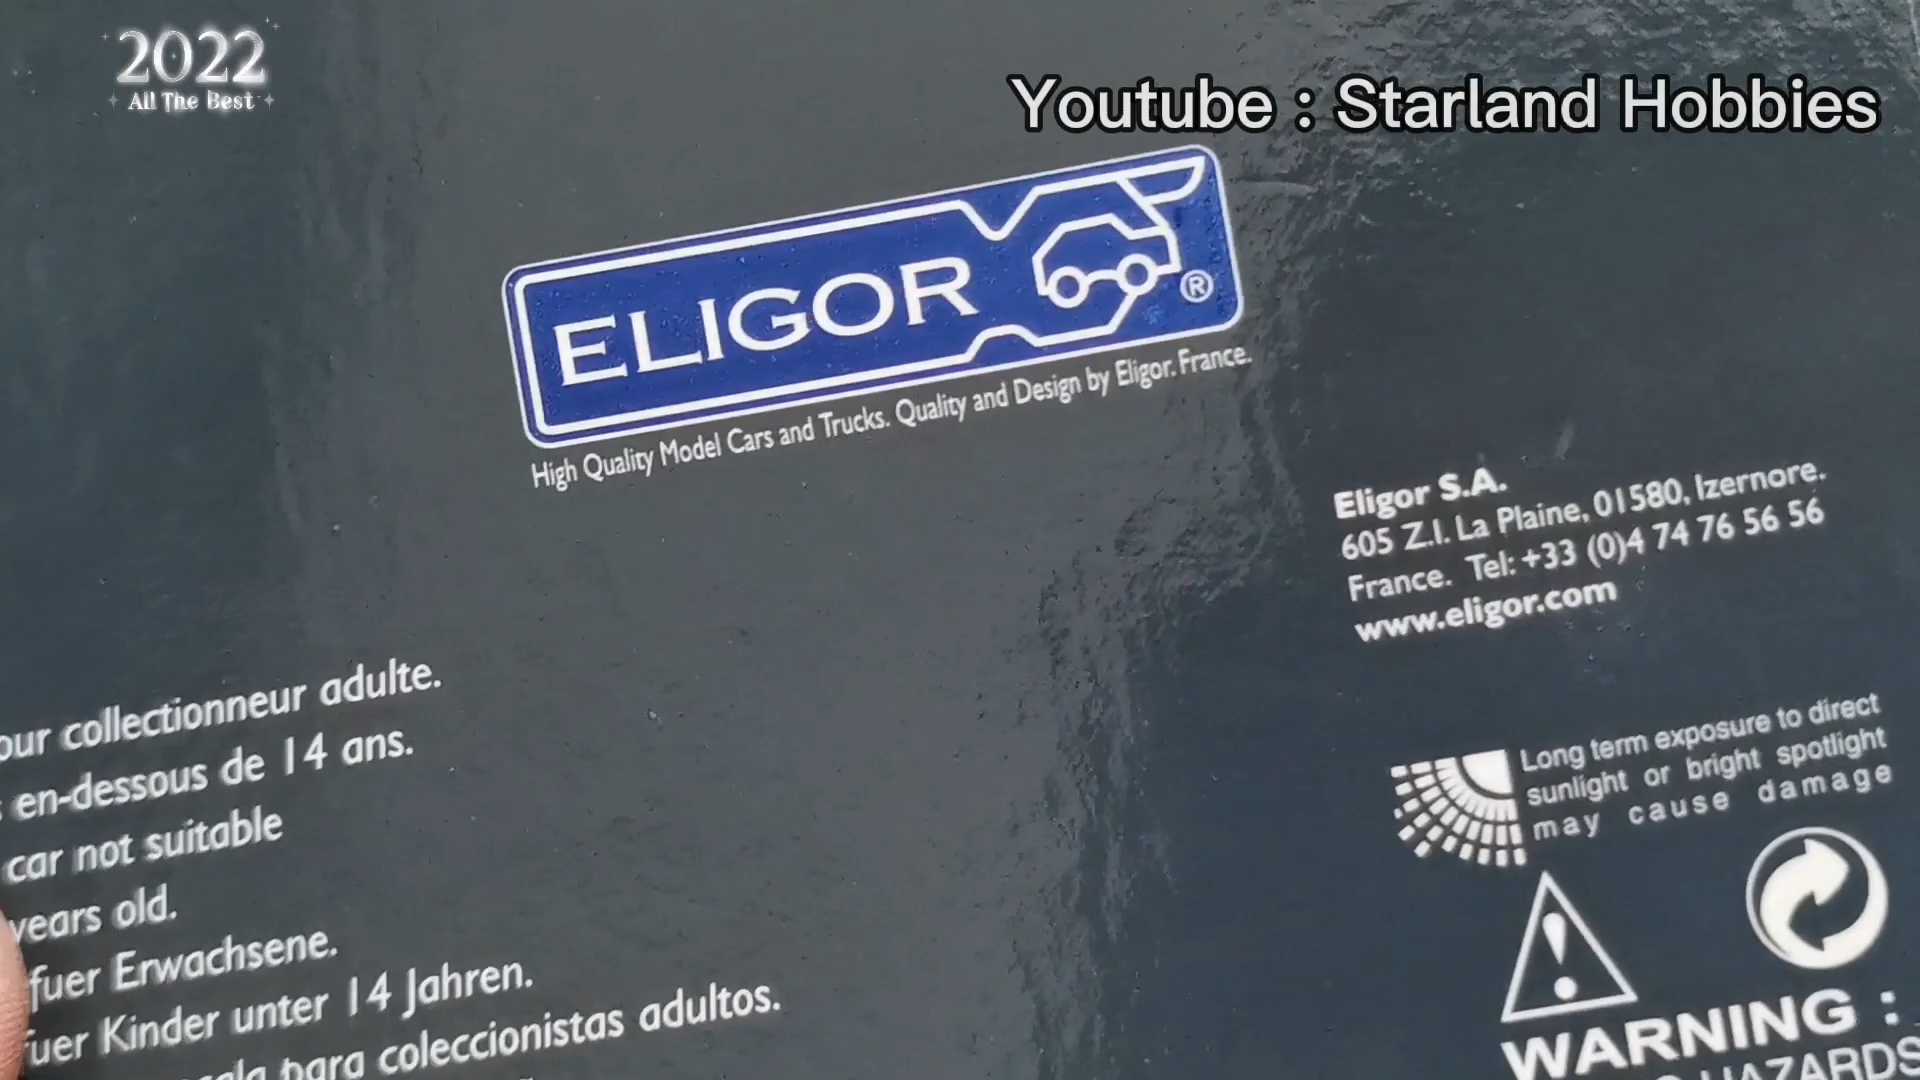 2022
All The Best
Youtube : Starland Hobbies
ELIGOR ®
High Quality Model Cars and Trucks. Quality and Design by Eligor. France.
Eligor S.A.
605 Z.I. La Plaine, 01580, Izernore.
France. Tel: +33 (0)4 74 76 56 56
www.eligor.com
Long term exposure to direct
sunlight or bright spotlight
may cause damage
WARNING :
HAZARDS
collectionneur adulte.
en-dessous de 14 ans.
car not suitable
years old.
fuer Erwachsene.
fuer Kinder unter 14 Jahren.
para coleccionistas adultos.